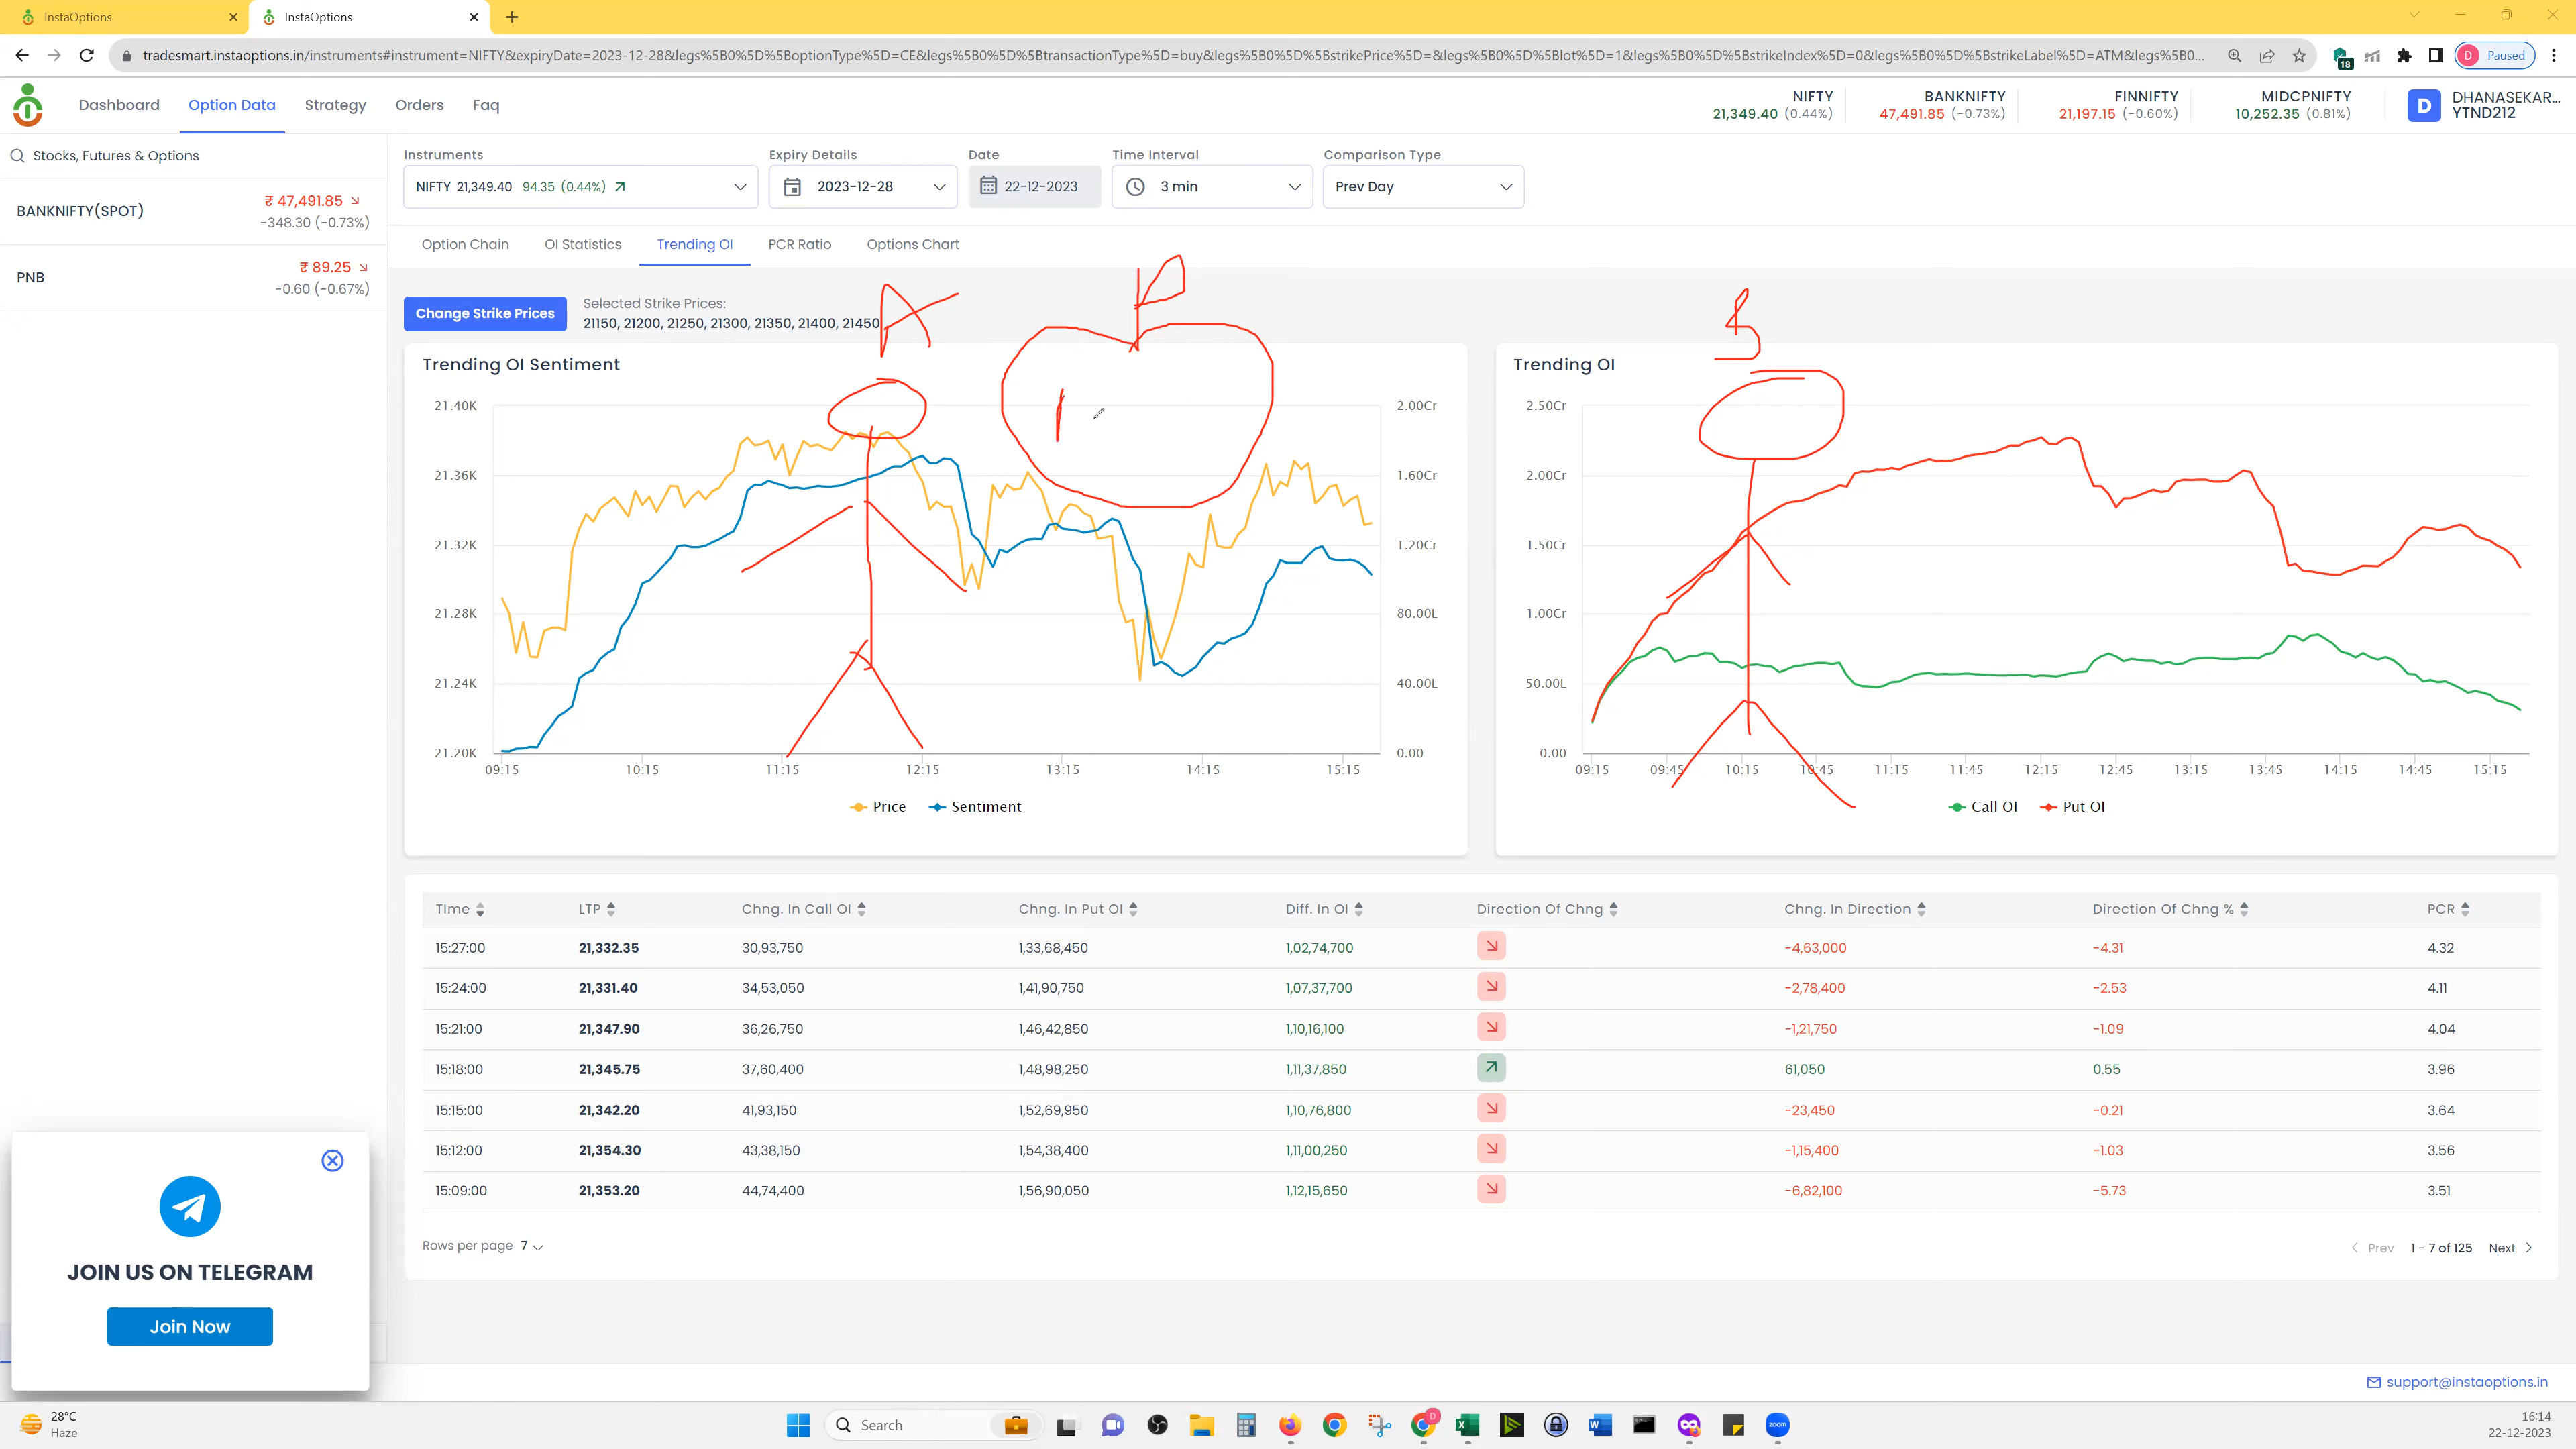 InstaOptions
InstaOptions
tradesmart.instaoptions.in/instruments#instrument=NIFTY&expiryDate=2023-12-28&legs%5B0%5D%5BoptionType%5D=CE&legs%5B0%5D%5BtransactionType%5D=buy&legs%5B0%5D%5BstrikePrice%5D=&legs%5B0%5D%5Blot%5D=1&legs%5B0%5D%5BstrikeIndex%5D=0&legs%5B0%5D%5BstrikeLabel%5D=ATM&legs%5B0...
18
D Paused
Dashboard Option Data Strategy Orders Faq
NIFTY BANKNIFTY FINNIFTY MIDCPNIFTY
21,349.40 (0.44%) 47,491.85 (-0.73%) 21,197.15 (-0.60%) 10,252.35 (0.81%)
D DHANASEKAR...
YTND212
Stocks, Futures & Options
BANKNIFTY(SPOT) ₹ 47,491.85
-348.30 (-0.73%)
PNB ₹ 89.25
-0.60 (-0.67%)
Instruments Expiry Details Date Time Interval Comparison Type
NIFTY 21,349.40 94.35 (0.44%) 2023-12-28 22-12-2023 3 min Prev Day
Option Chain OI Statistics Trending OI PCR Ratio Options Chart
Change Strike Prices
Selected Strike Prices:
21150, 21200, 21250, 21300, 21350, 21400, 21450
A
Trending OI Sentiment
21.40K 2.00Cr
21.36K 1.60Cr
21.32K 1.20Cr
21.28K 80.00L
21.24K 40.00L
21.20K 0.00
09:15 10:15 11:15 12:15 13:15 14:15 15:15
Price Sentiment
Trending OI
2.50Cr
2.00Cr
1.50Cr
1.00Cr
50.00L
0.00
09:15 09:45 10:15 10:45 11:15 11:45 12:15 12:45 13:15 13:45 14:15 14:45 15:15
Call OI Put OI
TIme LTP Chng. In Call OI Chng. In Put OI Diff. In OI Direction Of Chng Chng. In Direction Direction Of Chng % PCR
15:27:00 21,332.35 30,93,750 1,33,68,450 1,02,74,700 -4,63,000 -4.31 4.32
15:24:00 21,331.40 34,53,050 1,41,90,750 1,07,37,700 -2,78,400 -2.53 4.11
15:21:00 21,347.90 36,26,750 1,46,42,850 1,10,16,100 -1,21,750 -1.09 4.04
15:18:00 21,345.75 37,60,400 1,48,98,250 1,11,37,850 61,050 0.55 3.96
15:15:00 21,342.20 41,93,150 1,52,69,950 1,10,76,800 -23,450 -0.21 3.64
15:12:00 21,354.30 43,38,150 1,54,38,400 1,11,00,250 -1,15,400 -1.03 3.56
15:09:00 21,353.20 44,74,400 1,56,90,050 1,12,15,650 -6,82,100 -5.73 3.51
Rows per page 7
Prev 1 - 7 of 125 Next
JOIN US ON TELEGRAM
Join Now
support@instaoptions.in
28°C
Haze
Search
D
zoom
16:14
22-12-2023